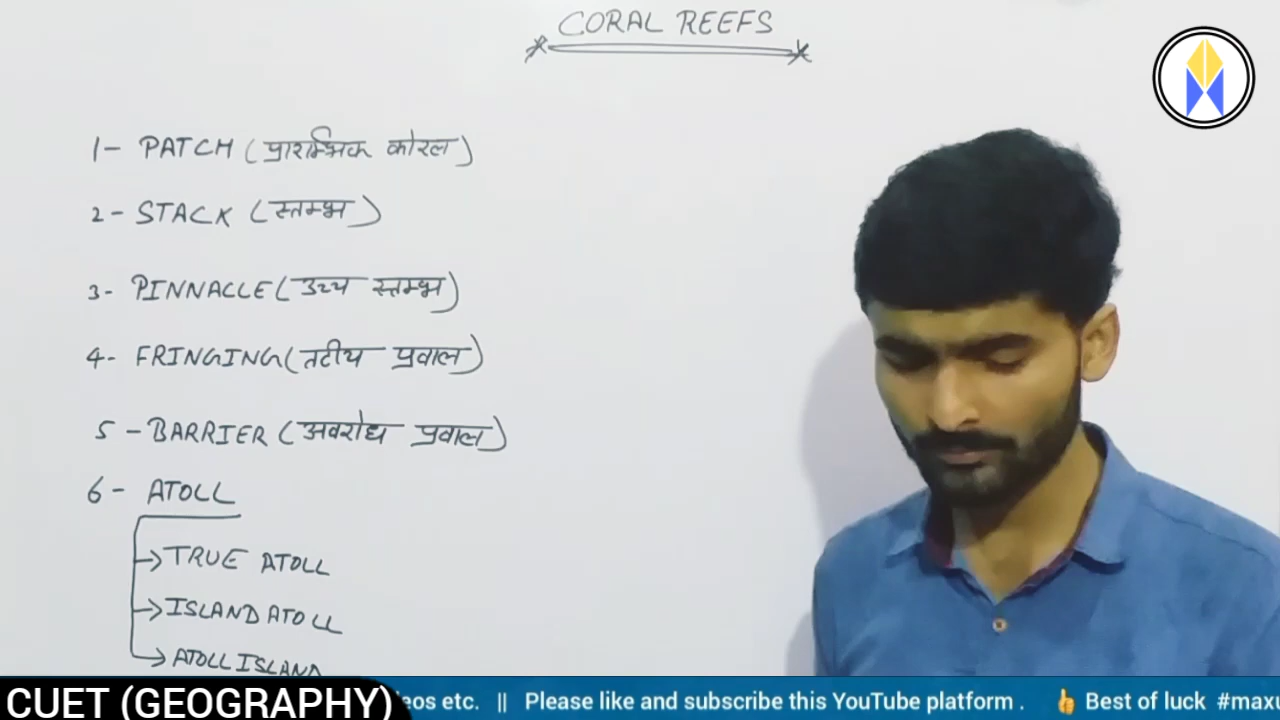 CORAL REEFS
1- PATCH (प्रारम्भिक कोरल)
2- STACK (स्तम्भ)
3- PINNACLE (उच्च स्तम्भ)
4- FRINGING (तटीय प्रवाल)
5 - BARRIER (अवरोध प्रवाल)
6- ATOLL
→ TRUE ATOLL
→ ISLAND ATOLL
→ ATOLL ISLAND
CUET (GEOGRAPHY) etc. || Please like and subscribe this YouTube platform . 👍 Best of luck